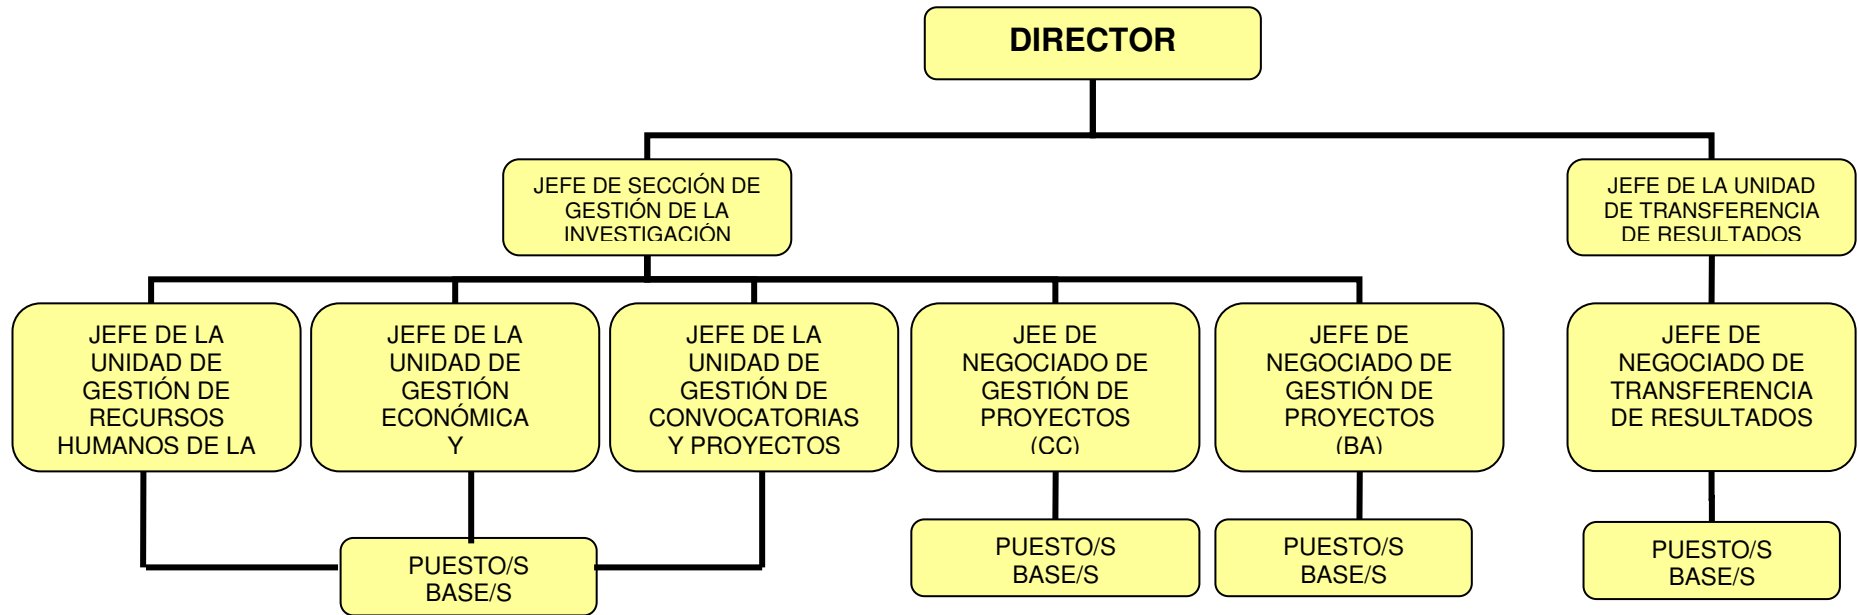 DIRECTOR
JEFE DE SECCIÓN DE
GESTIÓN DE LA
INVESTIGACIÓN
JEFE DE LA UNIDAD
DE TRANSFERENCIA
DE RESULTADOS
JEFE DE LA
UNIDAD DE
GESTIÓN DE
RECURSOS
HUMANOS DE LA
JEFE DE LA
UNIDAD DE
GESTIÓN
ECONÓMICA
Y
JEFE DE LA
UNIDAD DE
GESTIÓN DE
CONVOCATORIAS
Y PROYECTOS
JEE DE
NEGOCIADO DE
GESTIÓN DE
PROYECTOS
(CC)
JEFE DE
NEGOCIADO DE
GESTIÓN DE
PROYECTOS
(BA)
JEFE DE
NEGOCIADO DE
TRANSFERENCIA
DE RESULTADOS
PUESTO/S
BASE/S
PUESTO/S
BASE/S
PUESTO/S
BASE/S
PUESTO/S
BASE/S